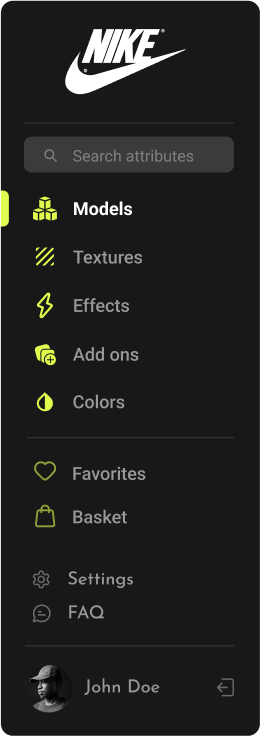 NIKE
Search attributes
Models
Textures
Effects
Add ons
Colors
Favorites
Basket
Settings
FAQ
John Doe